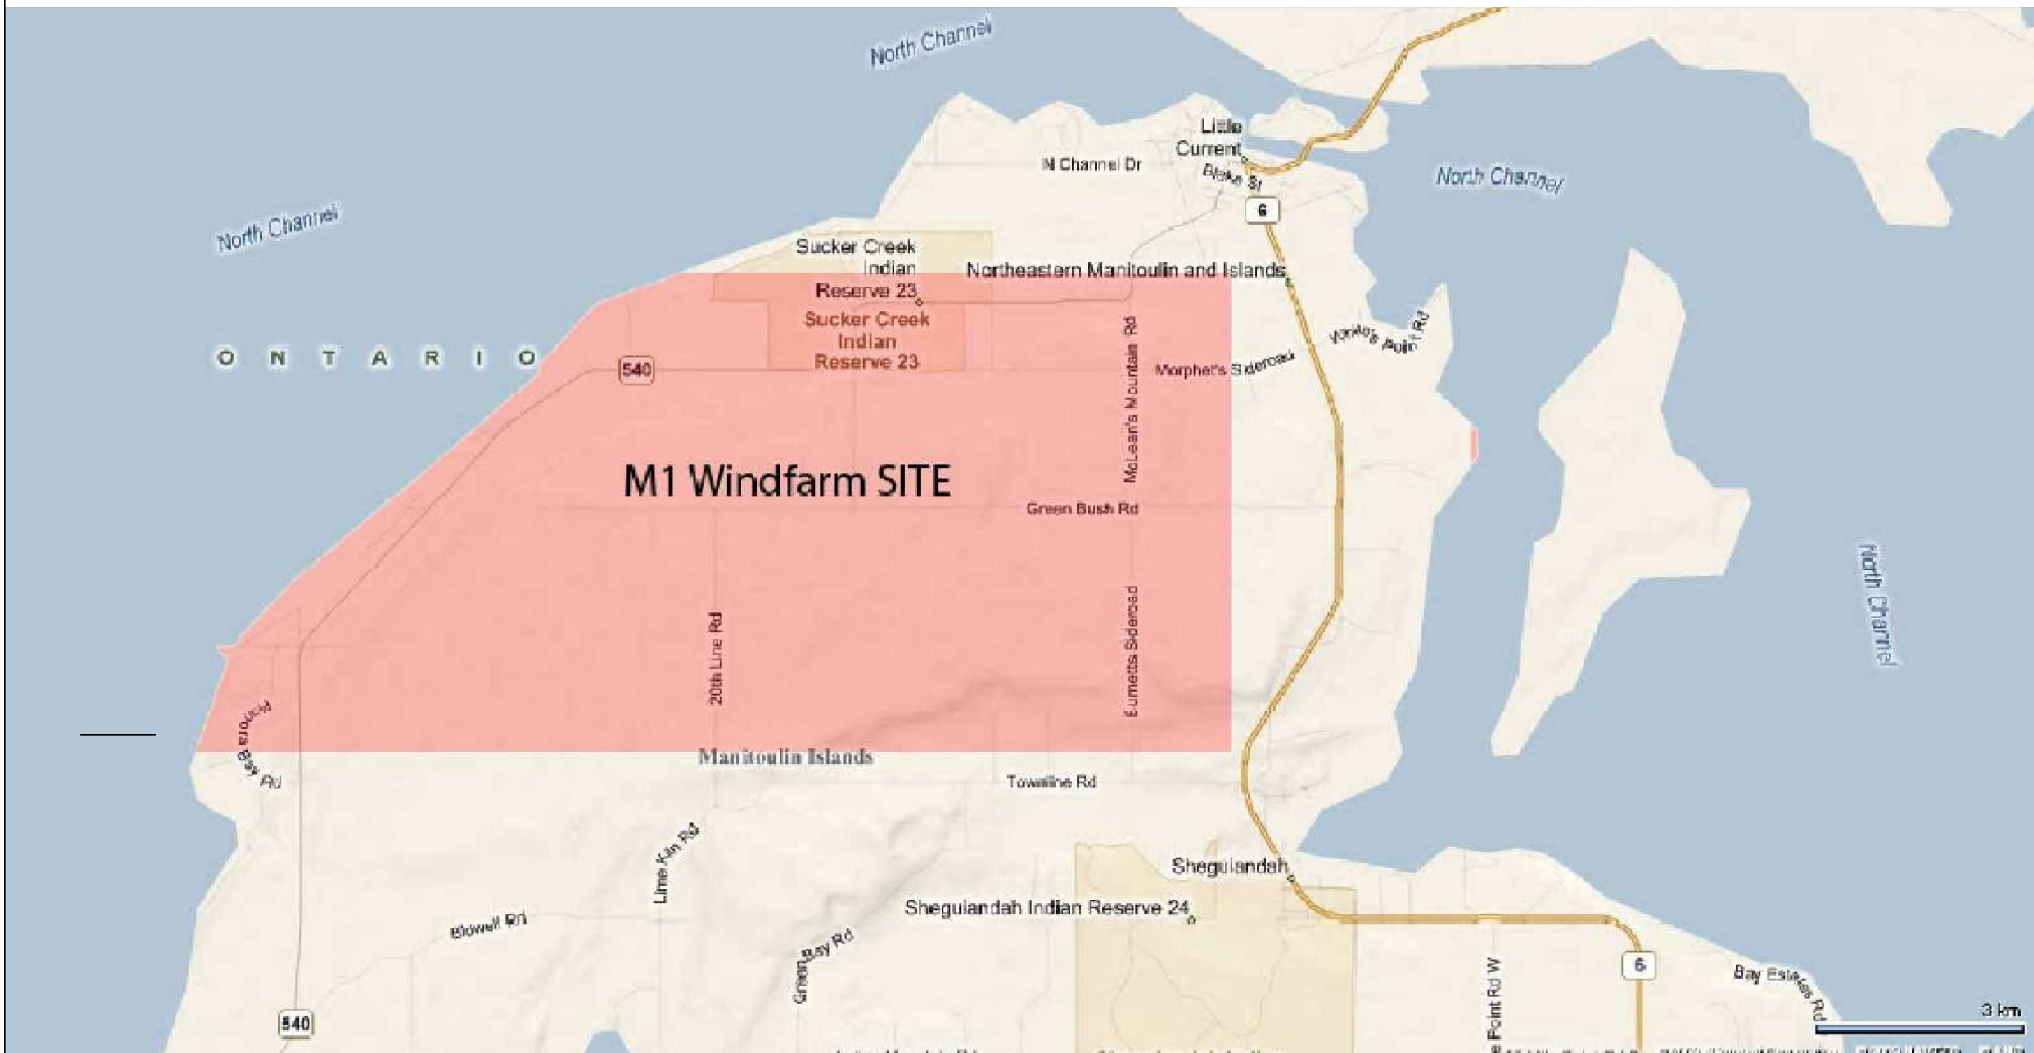 North Channel
Little
Current
N Channel Dr
Blake St
North Channel
6
North Channel
Sucker Creek
Indian
Reserve 23
Northeastern Manitoulin and Islands
Sucker Creek
Indian
Reserve 23
ONTARIO
540
McLean's Mountain Rd
Morphet's Sideroad
Point Rd
M1 Windfarm SITE
Green Bush Rd
North Channel
20th Line Rd
Burnetts Sideroad
Bay Rd
Manitoulin Islands
Townline Rd
Lime Kiln Rd
Sheguiandah
Sheguiandah Indian Reserve 24
Bidwell Rd
Green Bay Rd
6
Bay Estates Rd
Point Rd W
540
3 km